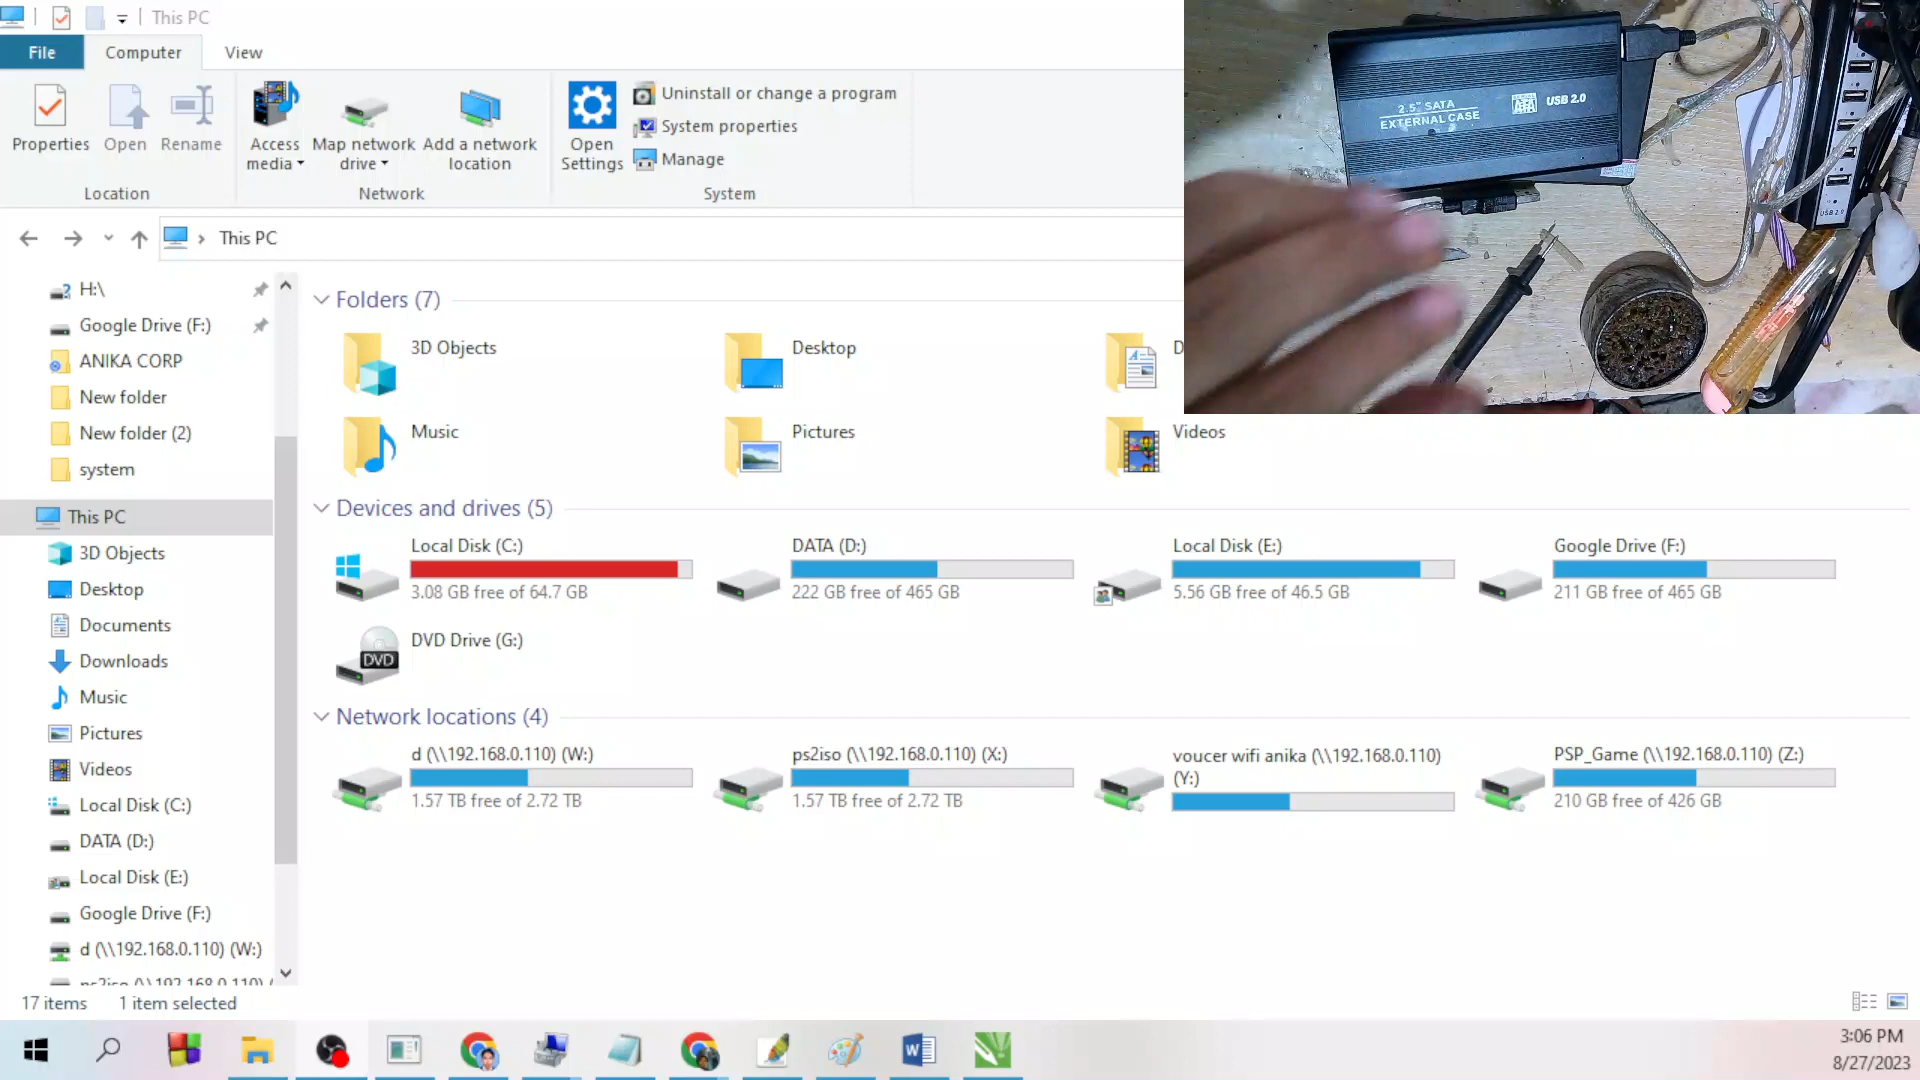 This PC
File
Computer
View
Properties
Open
Rename
Location
Access
media
Map network
drive
Add a network
location
Network
Open
Settings
Uninstall or change a program
System properties
Manage
System
This PC
H:\
Google Drive (F:)
ANIKA CORP
New folder
New folder (2)
system
This PC
3D Objects
Desktop
Documents
Downloads
Music
Pictures
Videos
Local Disk (C:)
DATA (D:)
Local Disk (E:)
Google Drive (F:)
d (\\192.168.0.110) (W:)
ps2iso (\\192.168.0.110) (
Folders (7)
3D Objects
Desktop
D
Music
Pictures
Videos
Devices and drives (5)
Local Disk (C:)
3.08 GB free of 64.7 GB
DATA (D:)
222 GB free of 465 GB
Local Disk (E:)
5.56 GB free of 46.5 GB
Google Drive (F:)
211 GB free of 465 GB
DVD
DVD Drive (G:)
Network locations (4)
d (\\192.168.0.110) (W:)
1.57 TB free of 2.72 TB
ps2iso (\\192.168.0.110) (X:)
1.57 TB free of 2.72 TB
voucer wifi anika (\\192.168.0.110)
(Y:)
PSP_Game (\\192.168.0.110) (Z:)
210 GB free of 426 GB
17 items
1 item selected
3:06 PM
8/27/2023
2.5" SATA
EXTERNAL CASE
SATA
USB 2.0
USB 2.0